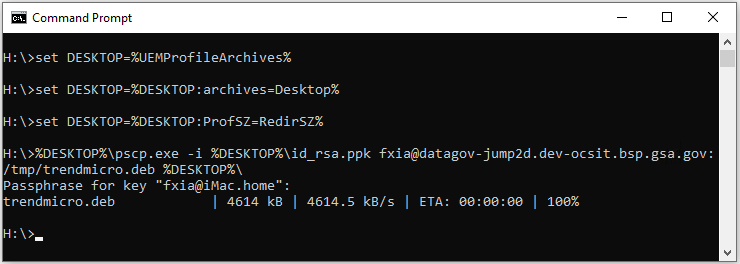 Command Prompt
H:\>set DESKTOP=%UEMProfileArchives%
H:\>set DESKTOP=%DESKTOP:archives=Desktop%
H:\>set DESKTOP=%DESKTOP:ProfSZ=RedirSZ%
H:\>%DESKTOP%\pscp.exe -i %DESKTOP%\id_rsa.ppk fxia@datagov-jump2d.dev-ocsit.bsp.gsa.gov:
/tmp/trendmicro.deb %DESKTOP%\
Passphrase for key "fxia@iMac.home":
trendmicro.deb            | 4614 kB | 4614.5 kB/s | ETA: 00:00:00 | 100%
H:\>